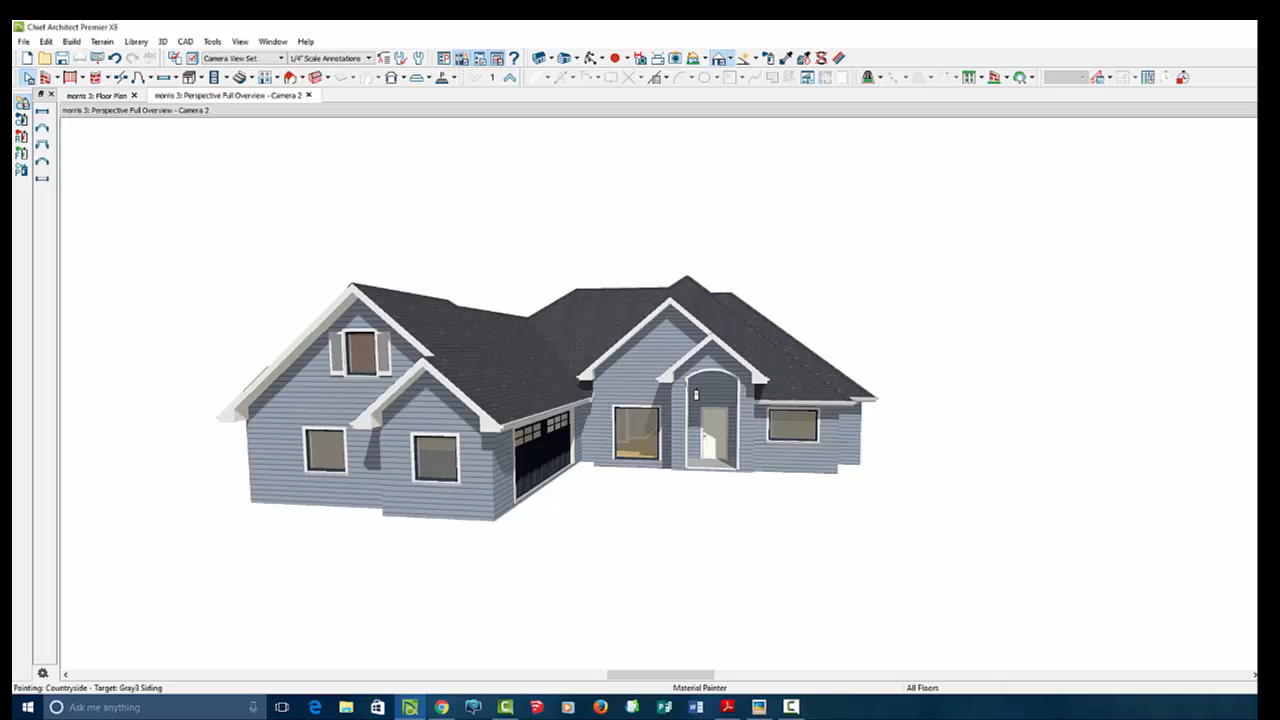 Chief Architect Premier X8
File Edit Build Terrain Library 3D CAD Tools View Window Help
Camera View Set 1/4" Scale Annotations
1
morris 3: Floor Plan morris 3: Perspective Full Overview - Camera 2
morris 3: Perspective Full Overview - Camera 2
Painting: Countryside - Target: Gray3 Siding Material Painter All Floors
Ask me anything